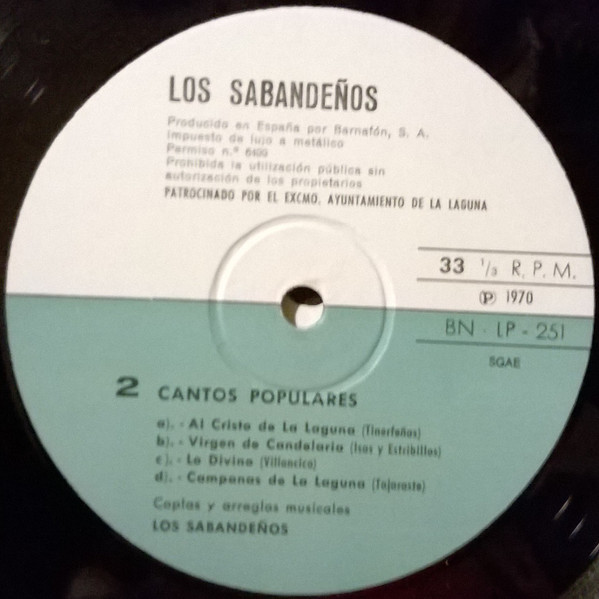 LOS SABANDEÑOS
Producido en España por Barnafón, S. A.
Impuesto de lujo a metálico
Permiso n.º 6400
Prohibida la utilización pública sin
autorización de los propietarios
PATROCINADO POR EL EXCMO. AYUNTAMIENTO DE LA LAGUNA
33 1/3 R. P. M.
Ⓟ 1970
BN - LP - 251
SGAE
2 CANTOS POPULARES
a). - Al Cristo de La Laguna (Tinerfeñas)
b). - Virgen de Candelaria (Isas y Estribillos)
c). - Lo Divino (Villancico)
d). - Campanas de La Laguna (Tajaraste)
Coplas y arreglos musicales
LOS SABANDEÑOS